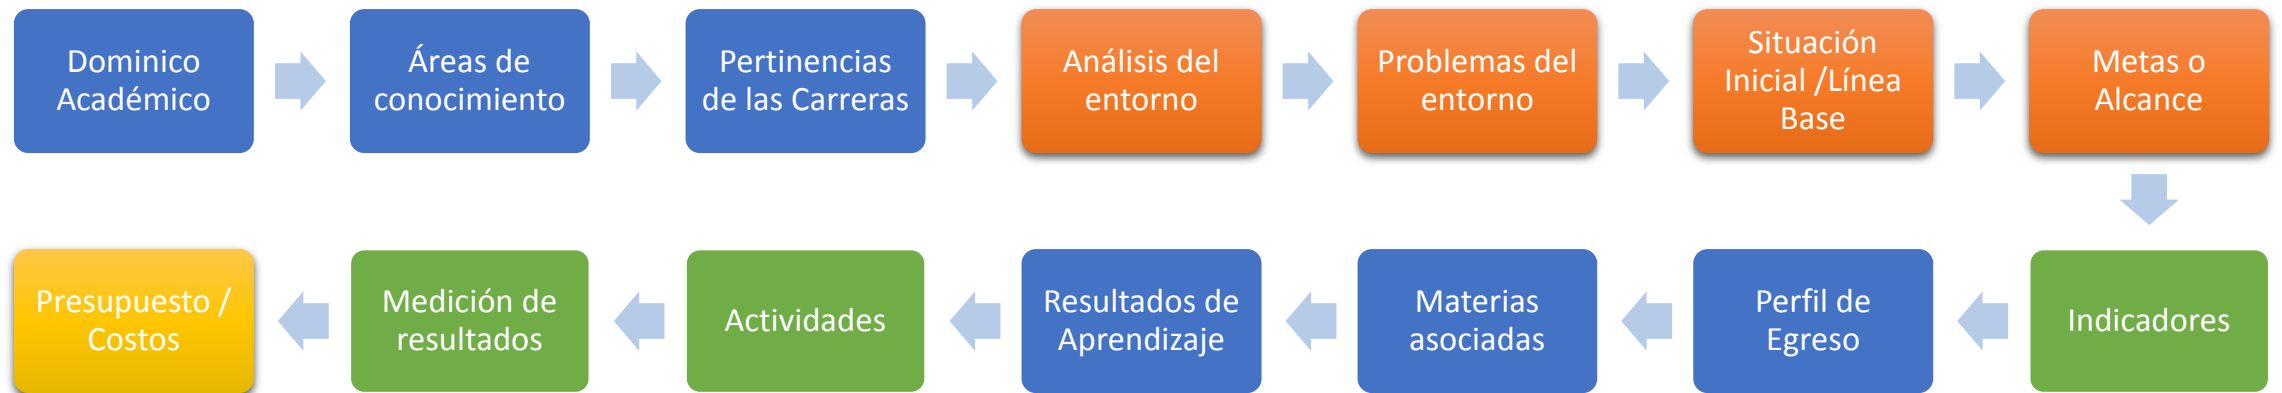 Dominico
Académico
Áreas de
conocimiento
Pertinencias
de las Carreras
Análisis del
entorno
Problemas del
entorno
Situación
Inicial /Línea
Base
Metas o
Alcance
Indicadores
Perfil de
Egreso
Materias
asociadas
Resultados de
Aprendizaje
Actividades
Medición de
resultados
Presupuesto /
Costos